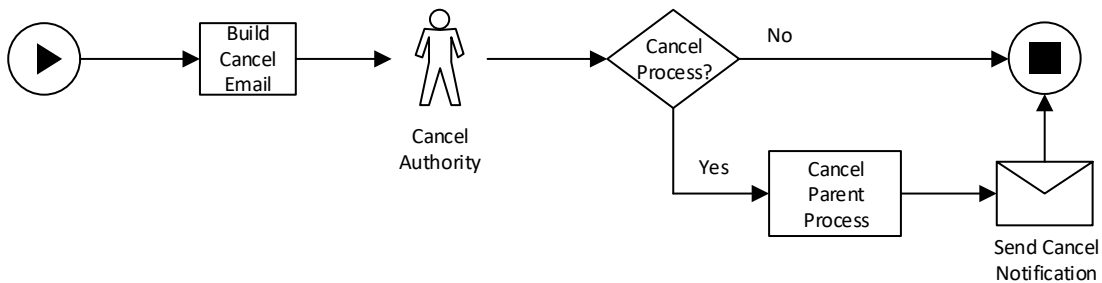 Build
Cancel
Email
Cancel
Authority
Cancel
Process?
No
Yes
Cancel
Parent
Process
Send Cancel
Notification